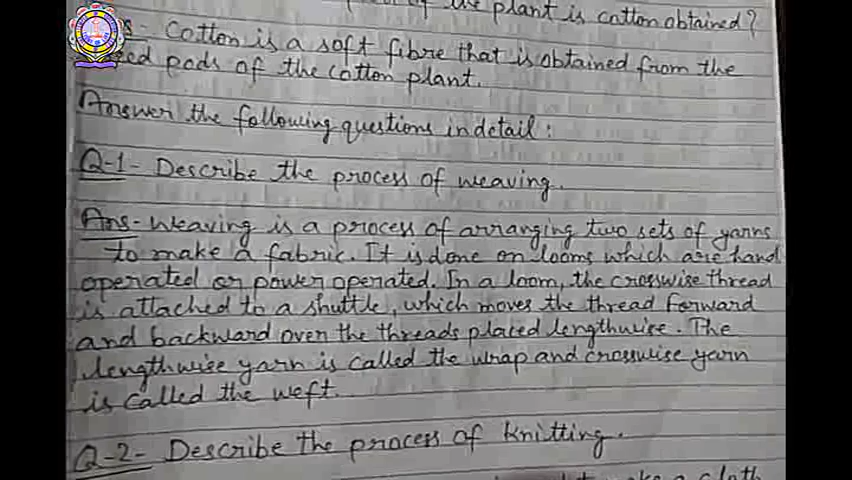 the plant is cotton obtained?
Cotton is a soft fibre that is obtained from the
pods of the cotton plant.
Answer the following questions in detail:
Q-1- Describe the process of weaving.
Ans- Weaving is a process of arranging two sets of yarns
to make a fabric. It is done on looms which are hand
operated or power operated. In a loom, the crosswise thread
is attached to a shuttle, which moves the thread forward
and backward over the threads placed lengthwise. The
lengthwise yarn is called the wrap and crosswise yarn
is called the weft.
Q-2- Describe the process of knitting.